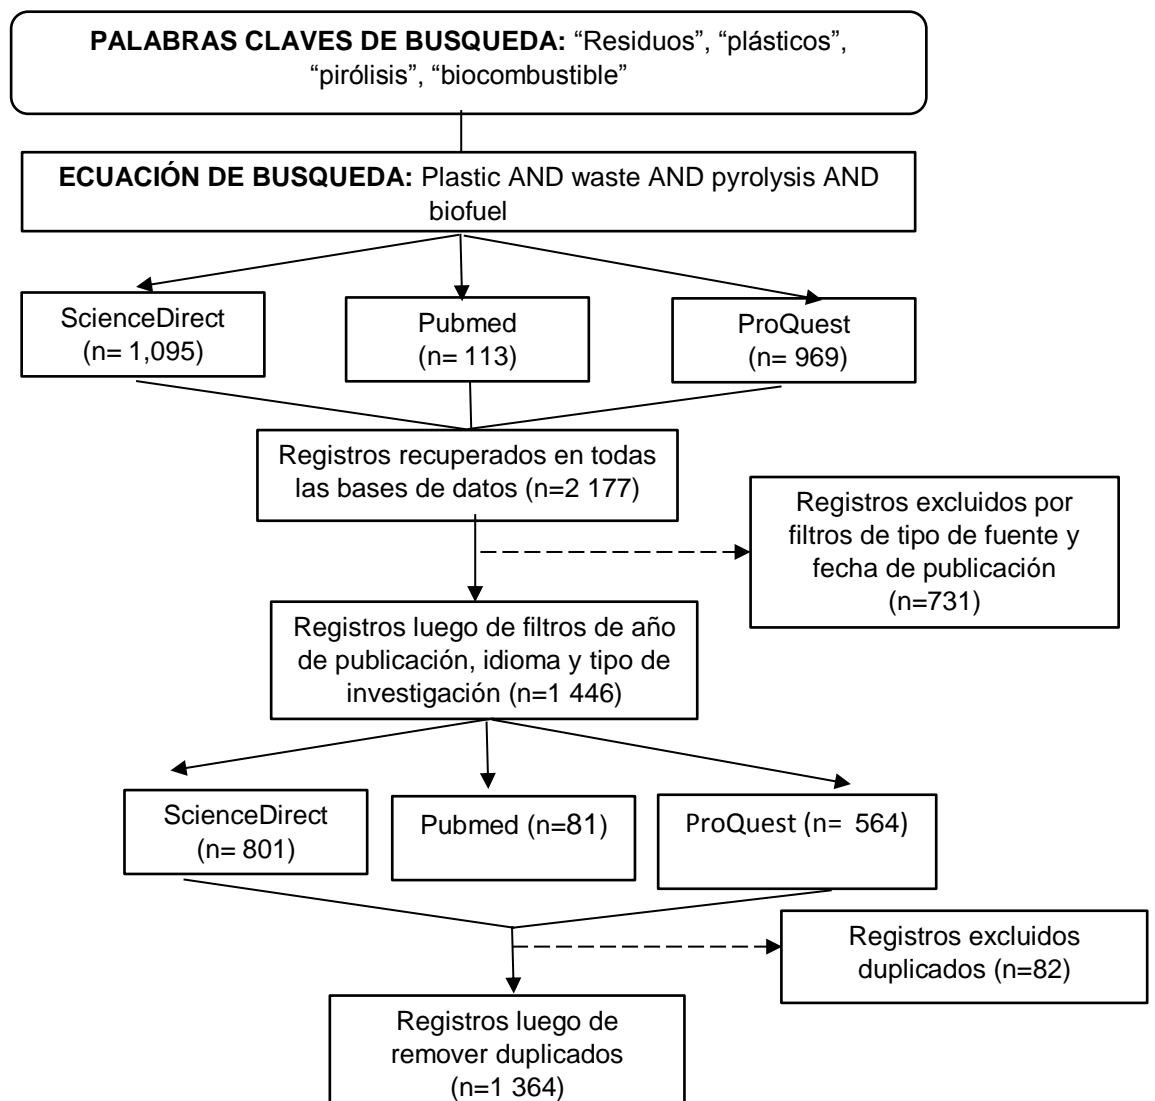 PALABRAS CLAVES DE BUSQUEDA: “Residuos”, “plásticos”,
“pirólisis”, “biocombustible”
ECUACIÓN DE BUSQUEDA: Plastic AND waste AND pyrolysis AND
biofuel
ScienceDirect
(n= 1,095)
Pubmed
(n= 113)
ProQuest
(n= 969)
Registros recuperados en todas
las bases de datos (n=2 177)
Registros excluidos por
filtros de tipo de fuente y
fecha de publicación
(n=731)
Registros luego de filtros de año
de publicación, idioma y tipo de
investigación (n=1 446)
ScienceDirect
(n= 801)
Pubmed (n=81)
ProQuest (n= 564)
Registros excluidos
duplicados (n=82)
Registros luego de
remover duplicados
(n=1 364)